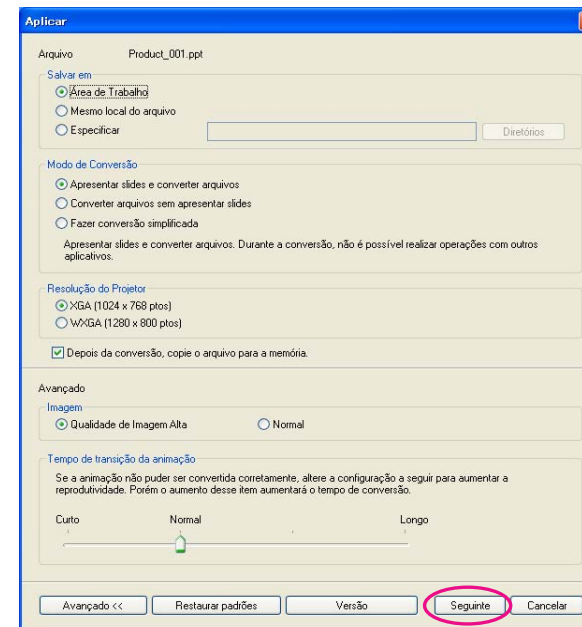 Aplicar
Arquivo Product_001.ppt
Salvar em
Área de Trabalho
Mesmo local do arquivo
Especificar Diretórios
Modo de Conversão
Apresentar slides e converter arquivos
Converter arquivos sem apresentar slides
Fazer conversão simplificada
Apresentar slides e converter arquivos. Durante a conversão, não é possível realizar operações com outros
aplicativos.
Resolução do Projetor
XGA (1024 x 768 ptos)
WXGA (1280 x 800 ptos)
Depois da conversão, copie o arquivo para a memória.
Avançado
Imagem
Qualidade de Imagem Alta Normal
Tempo de transição da animação
Se a animação não puder ser convertida corretamente, altere a configuração a seguir para aumentar a
reprodutividade. Porém o aumento desse item aumentará o tempo de conversão.
Curto Normal Longo
Avançado << Restaurar padrões Versão Seguinte Cancelar